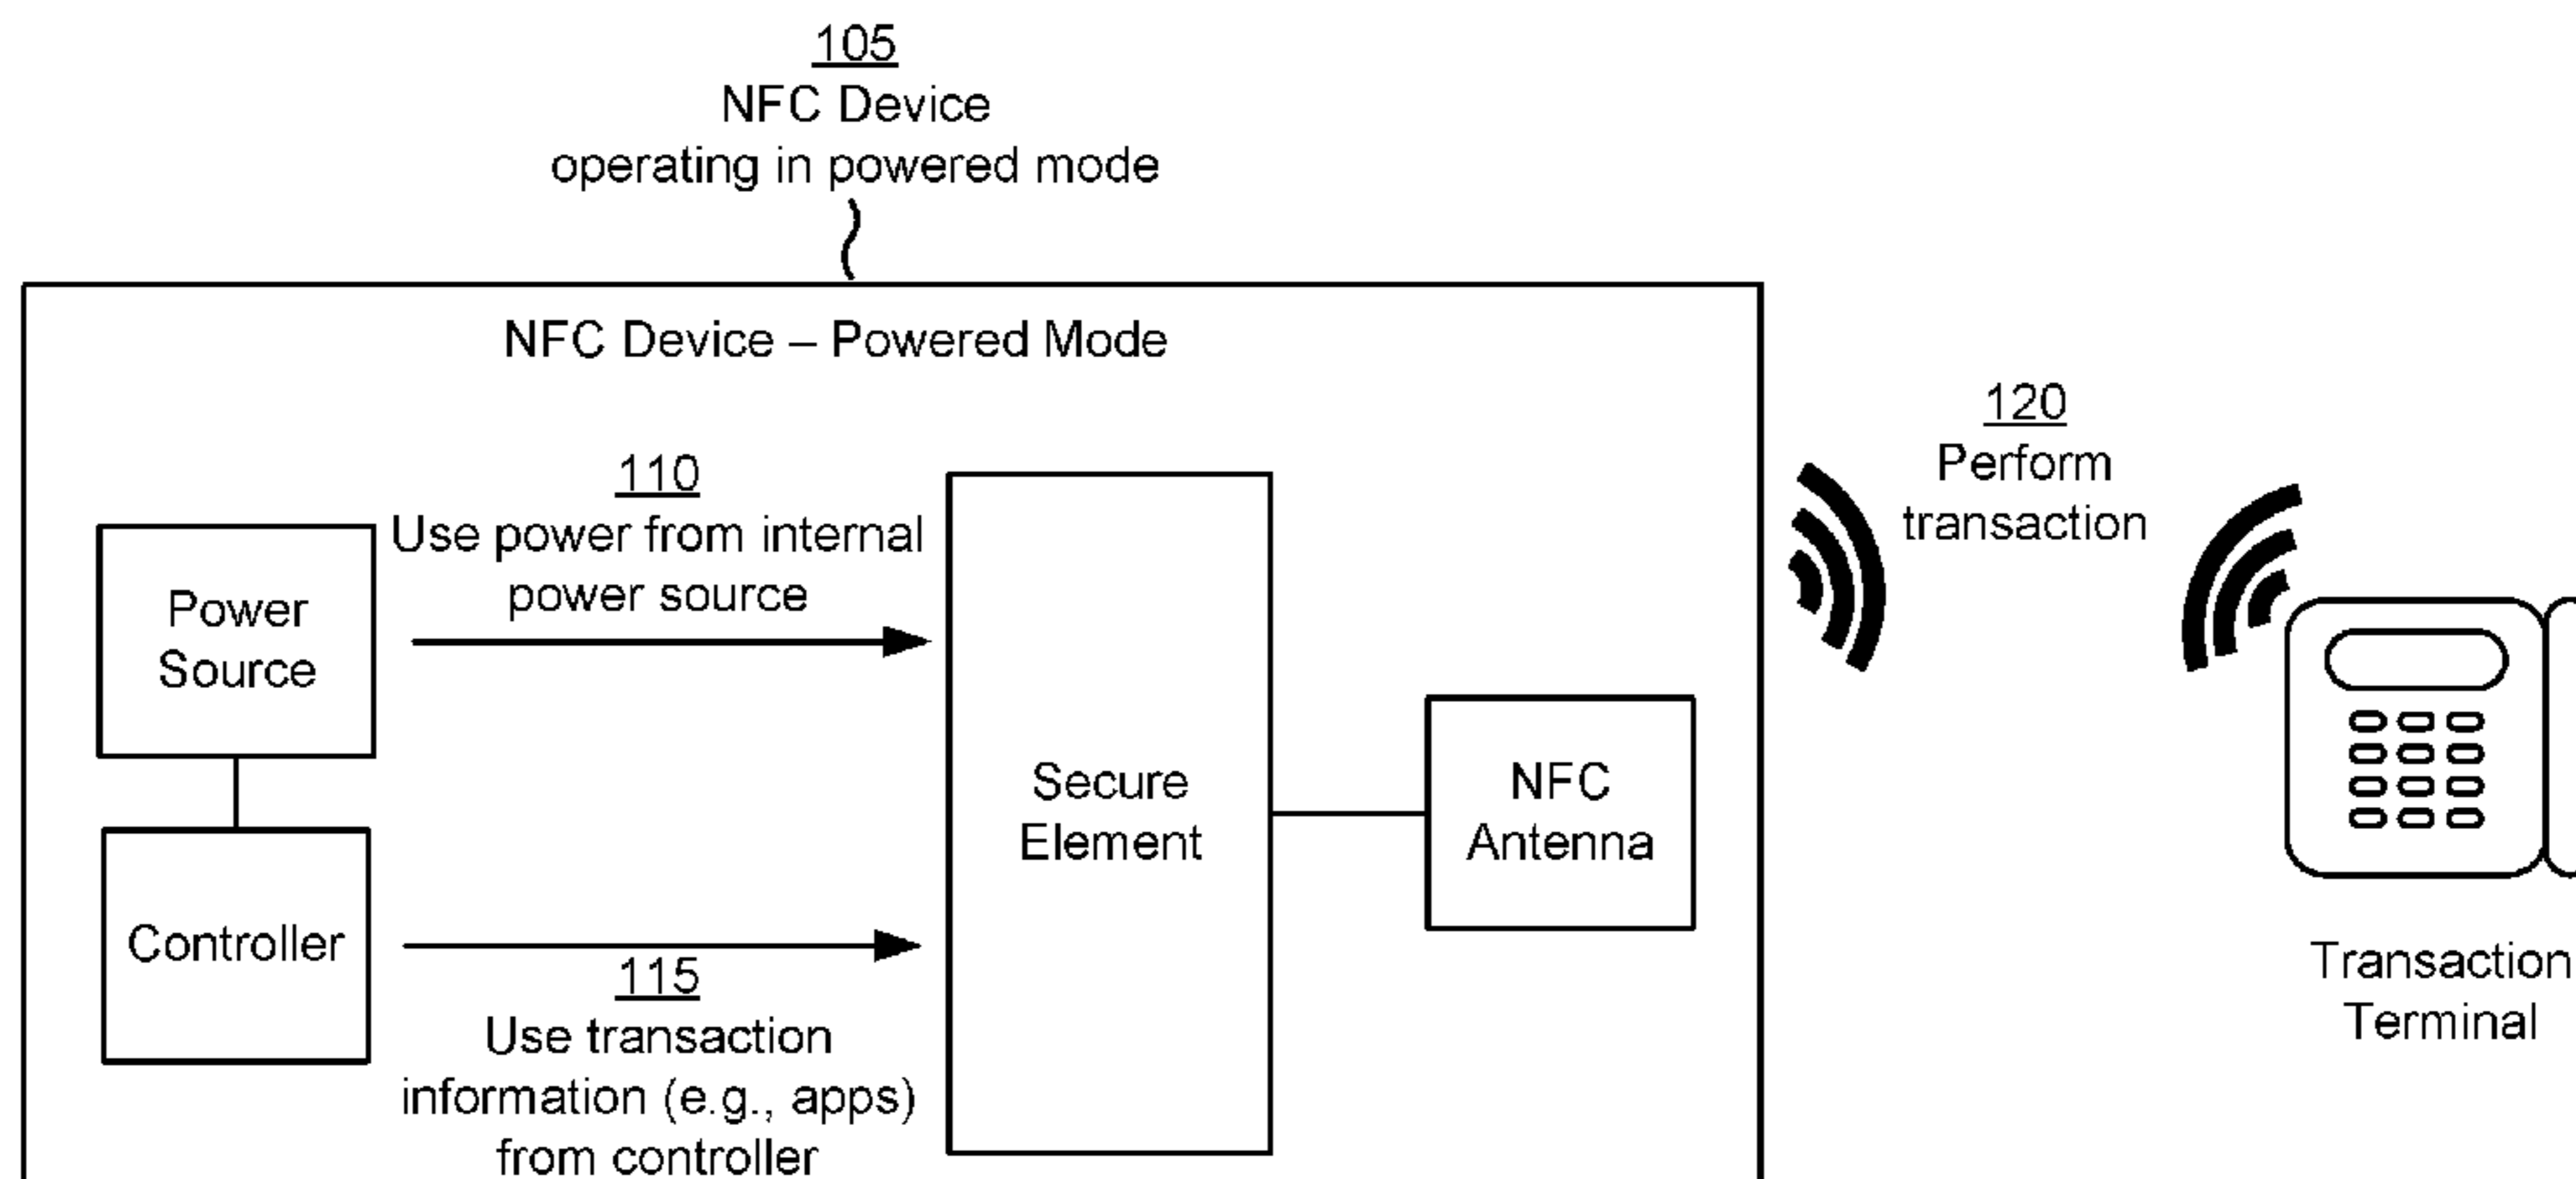 105
NFC Device
operating in powered mode
NFC Device – Powered Mode
110
Use power from internal
power source
Power
Source
Controller
115
Use transaction
information (e.g., apps)
from controller
Secure
Element
NFC
Antenna
120
Perform
transaction
Transaction
Terminal